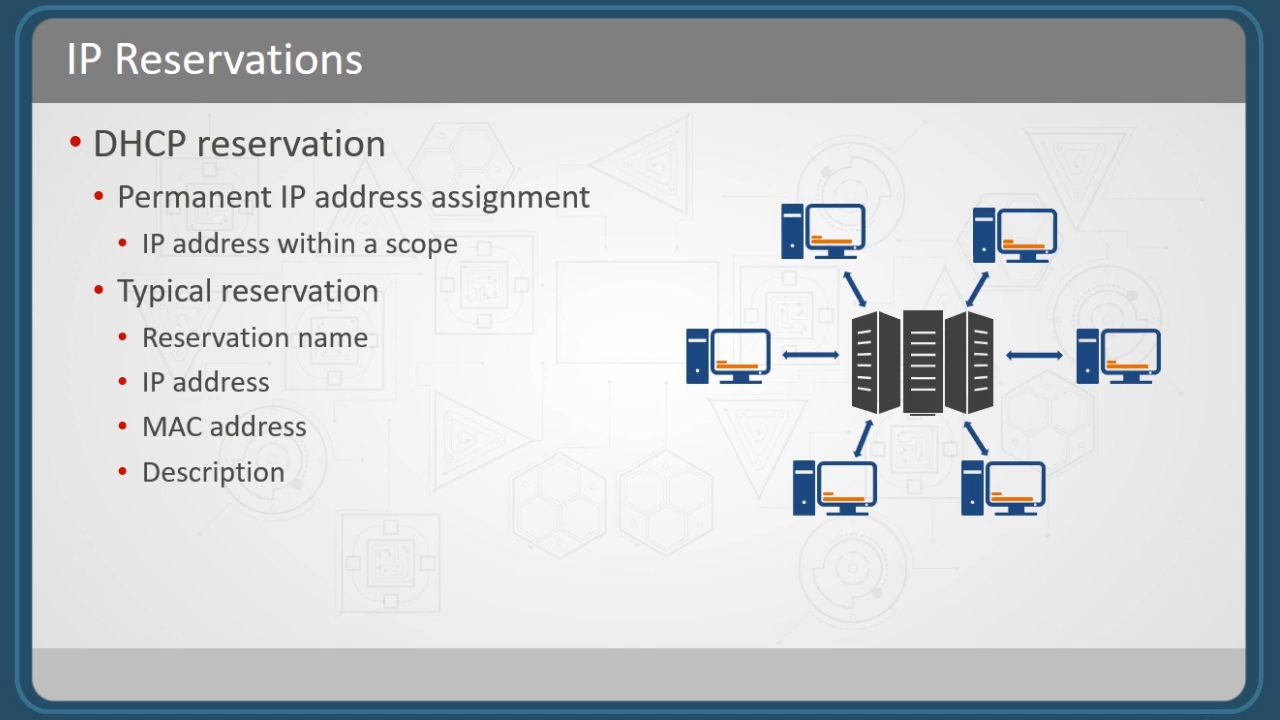 IP Reservations
DHCP reservation
Permanent IP address assignment
IP address within a scope
Typical reservation
Reservation name
IP address
MAC address
Description